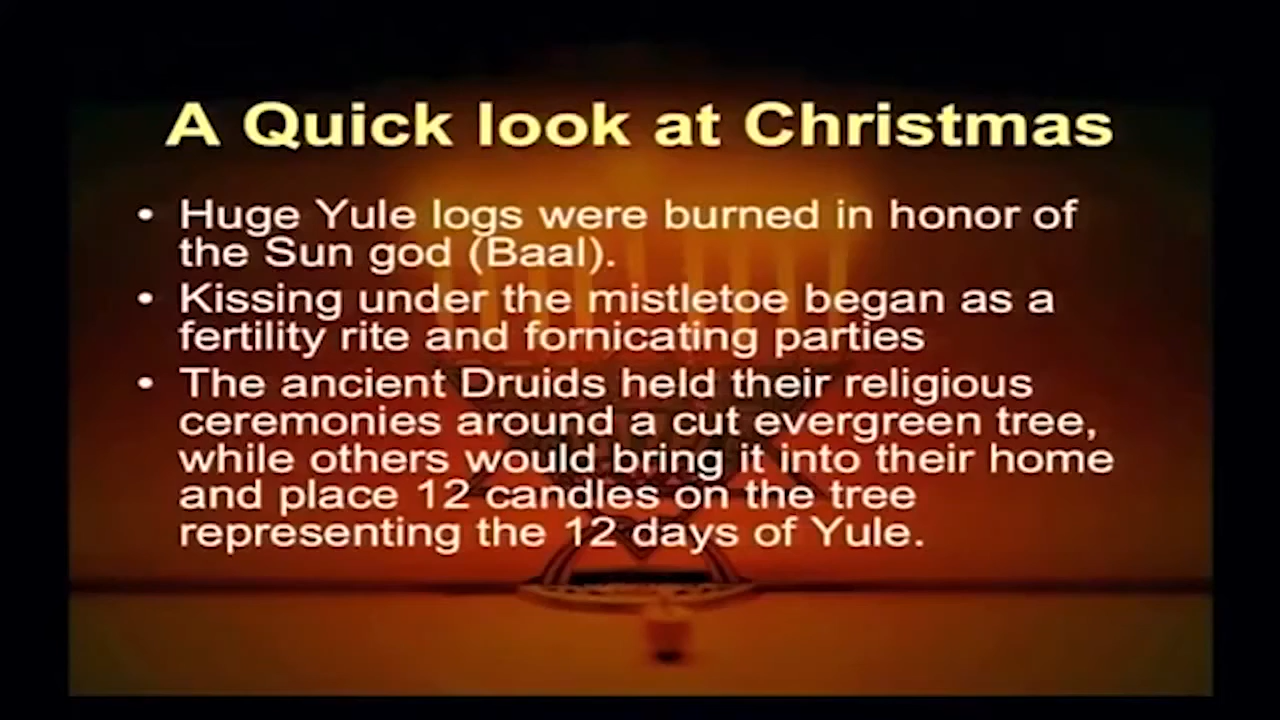 A Quick look at Christmas
• Huge Yule logs were burned in honor of
the Sun god (Baal).
• Kissing under the mistletoe began as a
fertility rite and fornicating parties
• The ancient Druids held their religious
ceremonies around a cut evergreen tree,
while others would bring it into their home
and place 12 candles on the tree
representing the 12 days of Yule.